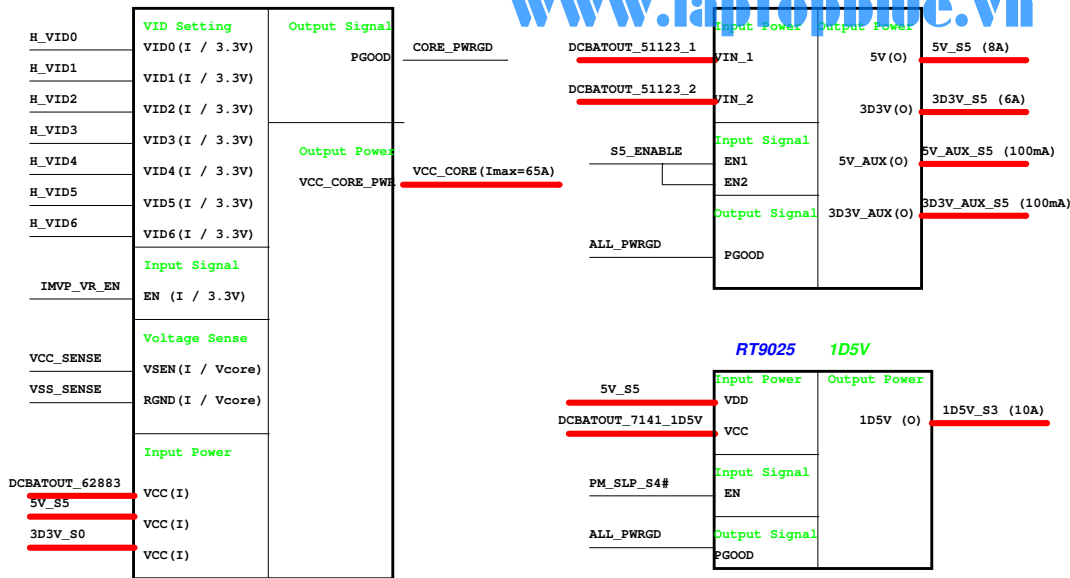 www.laptopblue.vn
VID Setting
Output Signal
H_VID0
VID0(I / 3.3V)
PGOOD
CORE_PWRGD
H_VID1
VID1(I / 3.3V)
H_VID2
VID2(I / 3.3V)
H_VID3
VID3(I / 3.3V)
H_VID4
VID4(I / 3.3V)
H_VID5
VID5(I / 3.3V)
H_VID6
VID6(I / 3.3V)
Output Power
VCC_CORE_PWR
VCC_CORE(Imax=65A)
Input Signal
IMVP_VR_EN
EN (I / 3.3V)
Voltage Sense
VCC_SENSE
VSEN(I / Vcore)
VSS_SENSE
RGND(I / Vcore)
Input Power
DCBATOUT_62883
VCC(I)
5V_S5
VCC(I)
3D3V_S0
VCC(I)
Input Power
Output Power
DCBATOUT_51123_1
VIN_1
5V(O)
5V_S5 (8A)
DCBATOUT_51123_2
VIN_2
3D3V(O)
3D3V_S5 (6A)
Input Signal
S5_ENABLE
EN1
EN2
5V_AUX(O)
5V_AUX_S5 (100mA)
Output Signal
3D3V_AUX(O)
3D3V_AUX_S5 (100mA)
ALL_PWRGD
PGOOD
RT9025 1D5V
Input Power
Output Power
5V_S5
VDD
DCBATOUT_7141_1D5V
VCC
1D5V (O)
1D5V_S3 (10A)
Input Signal
PM_SLP_S4#
EN
Output Signal
ALL_PWRGD
PGOOD